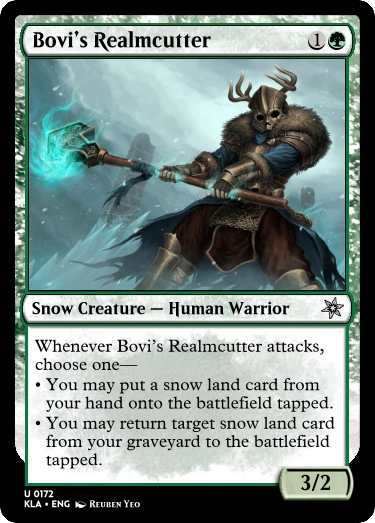 Bovi's Realmcutter 1
Snow Creature — Human Warrior
Whenever Bovi's Realmcutter attacks,
choose one—
• You may put a snow land card from
your hand onto the battlefield tapped.
• You may return target snow land card
from your graveyard to the battlefield
tapped.
3/2
U 0172
KLA • ENG Reuben Yeo